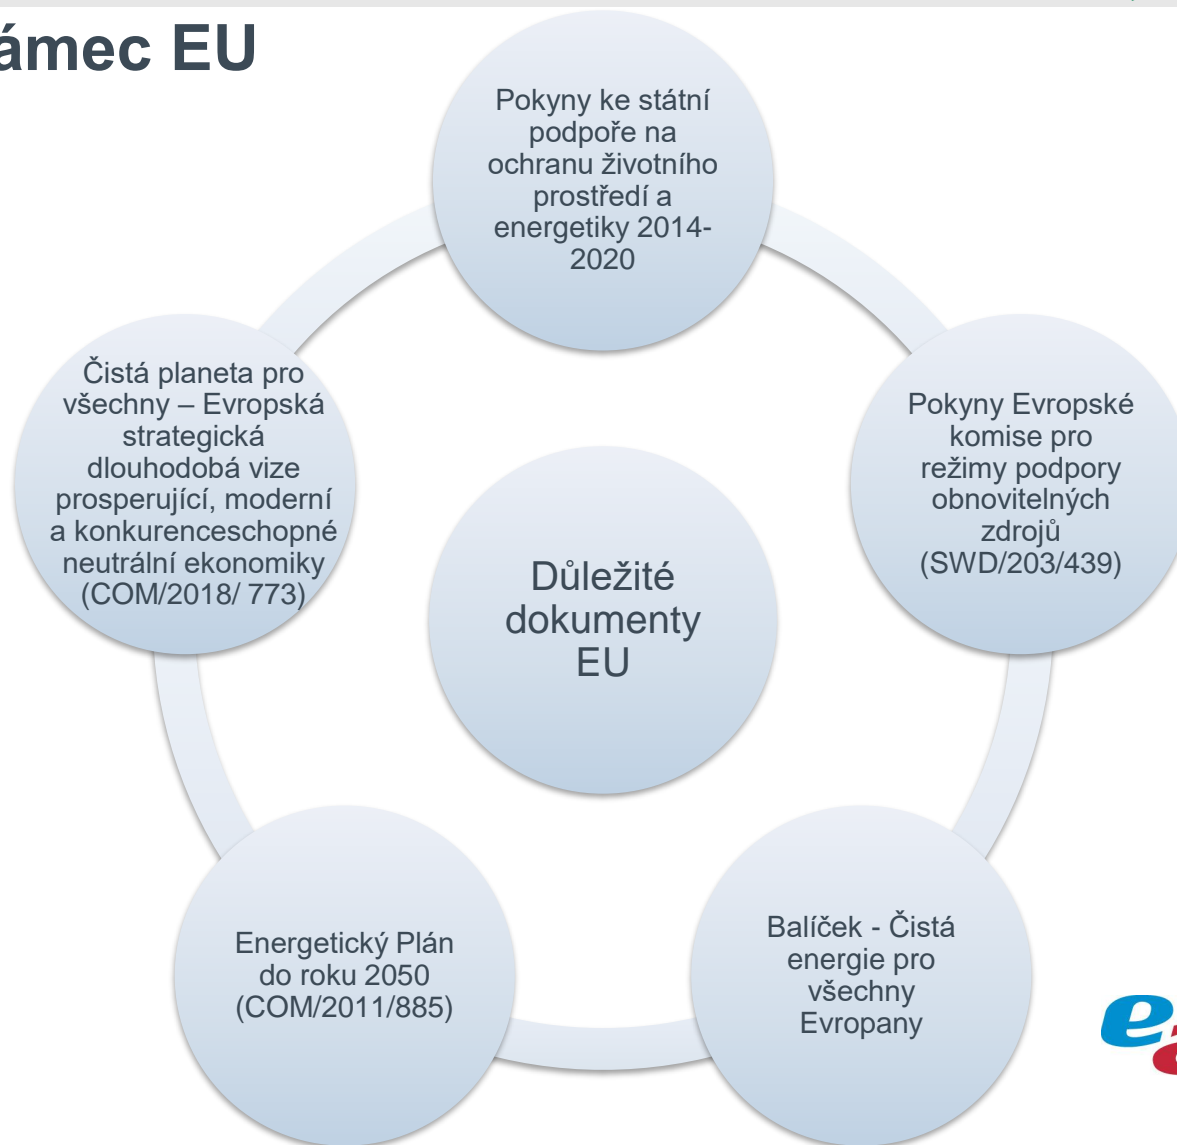 ámec EU
Pokyny ke státní
podpoře na
ochranu životního
prostředí a
energetiky 2014-
2020
Pokyny Evropské
komise pro
režimy podpory
obnovitelných
zdrojů
(SWD/203/439)
Balíček - Čistá
energie pro
všechny
Evropany
Energetický Plán
do roku 2050
(COM/2011/885)
Čistá planeta pro
všechny – Evropská
strategická
dlouhodobá vize
prosperující, moderní
a konkurenceschopné
neutrální ekonomiky
(COM/2018/ 773)
Důležité
dokumenty
EU